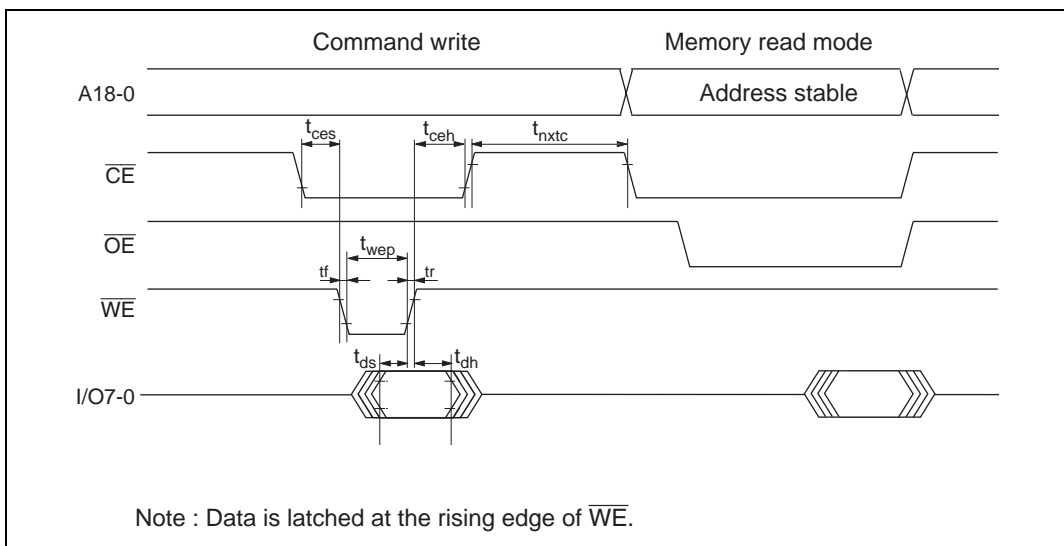 Command write
Memory read mode
A18-0
Address stable
tces
tceh
tnxtc
CE
OE
twep
tf
tr
WE
tds
tdh
I/O7-0
Note : Data is latched at the rising edge of WE.